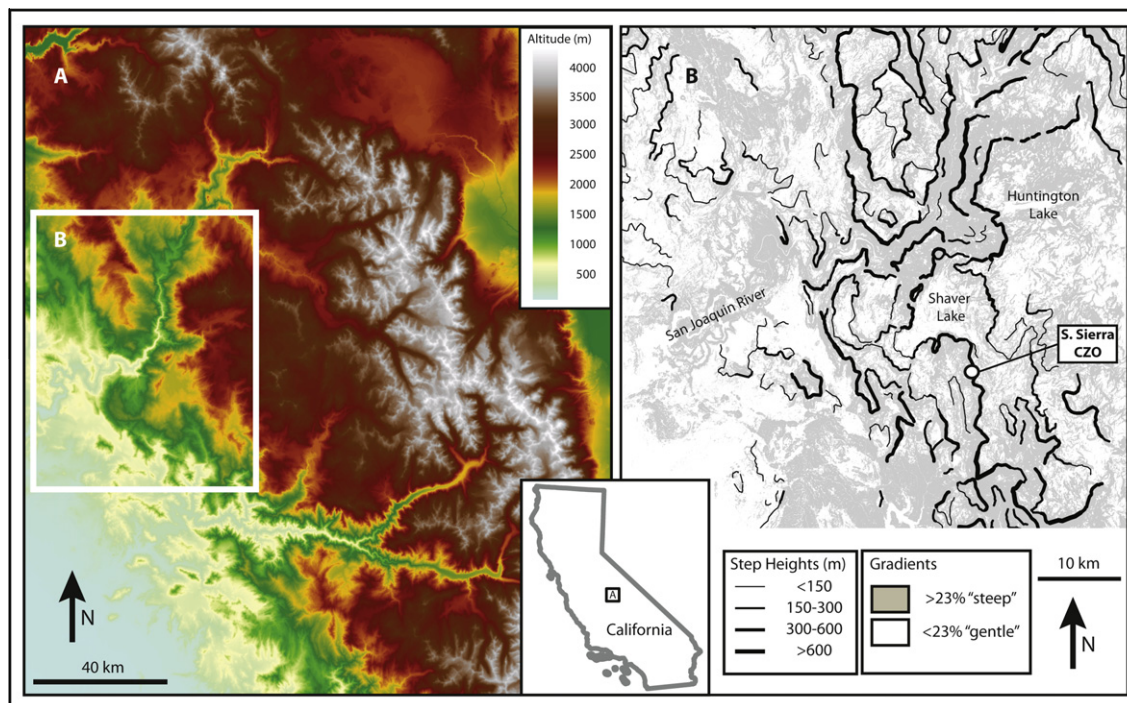 A
Altitude (m)
4000
3500
3000
2500
2000
1500
1000
500
B
N
40 km
A
California
B
Huntington
Lake
San Joaquin River
Shaver
Lake
S. Sierra
CZO
Step Heights (m)
<150
150-300
300-600
>600
Gradients
>23% “steep”
<23% “gentle”
10 km
N